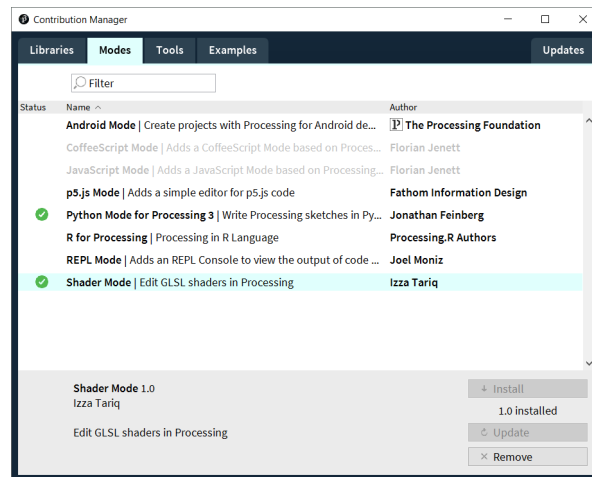 Contribution Manager
Libraries Modes Tools Examples Updates
Filter
Status Name Author
Android Mode | Create projects with Processing for Android de... The Processing Foundation
CoffeeScript Mode | Adds a CoffeeScript Mode based on Proces... Florian Jenett
JavaScript Mode | Adds a JavaScript Mode based on Processing... Florian Jenett
p5.js Mode | Adds a simple editor for p5.js code Fathom Information Design
Python Mode for Processing 3 | Write Processing sketches in Py... Jonathan Feinberg
R for Processing | Processing in R Language Processing.R Authors
REPL Mode | Adds an REPL Console to view the output of code ... Joel Moniz
Shader Mode | Edit GLSL shaders in Processing Izza Tariq
Shader Mode 1.0
Izza Tariq
Edit GLSL shaders in Processing
Install
1.0 installed
Update
Remove